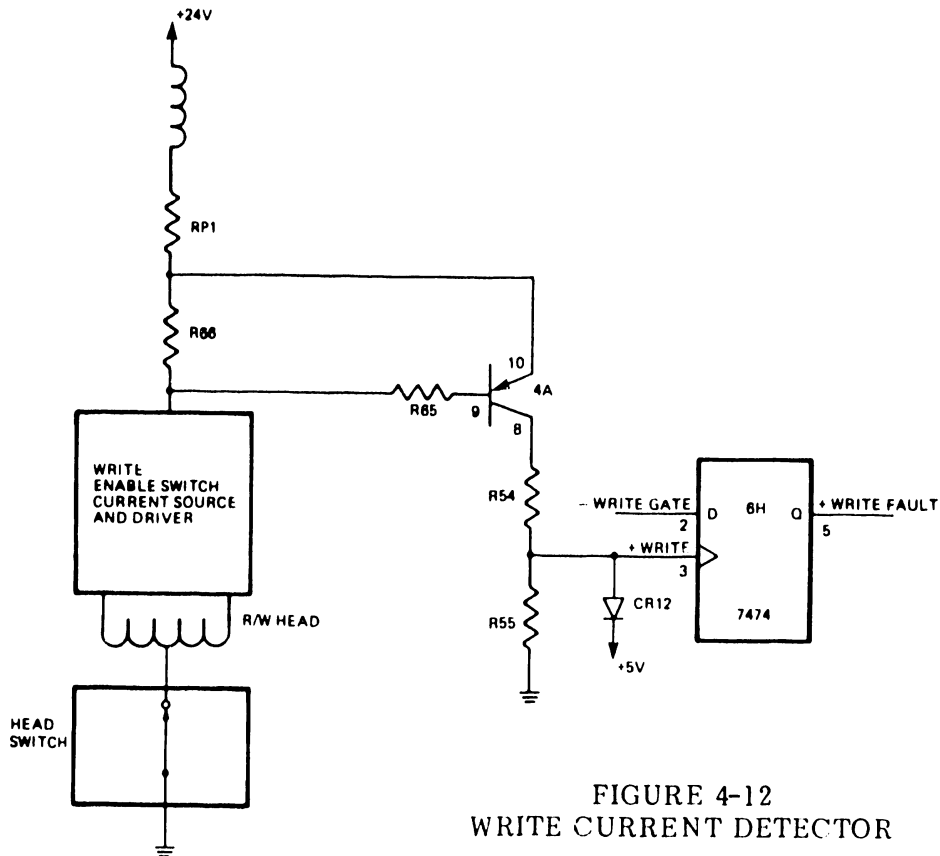 +24V
RP1
R66
10
4A
R65
9
8
WRITE
ENABLE SWITCH
CURRENT SOURCE
AND DRIVER
R54
- WRITE GATE
2
D
6H
Q
+ WRITE FAULT
5
+ WRITE
3
R/W HEAD
R55
CR12
7474
+5V
HEAD
SWITCH
FIGURE 4-12
WRITE CURRENT DETECTOR